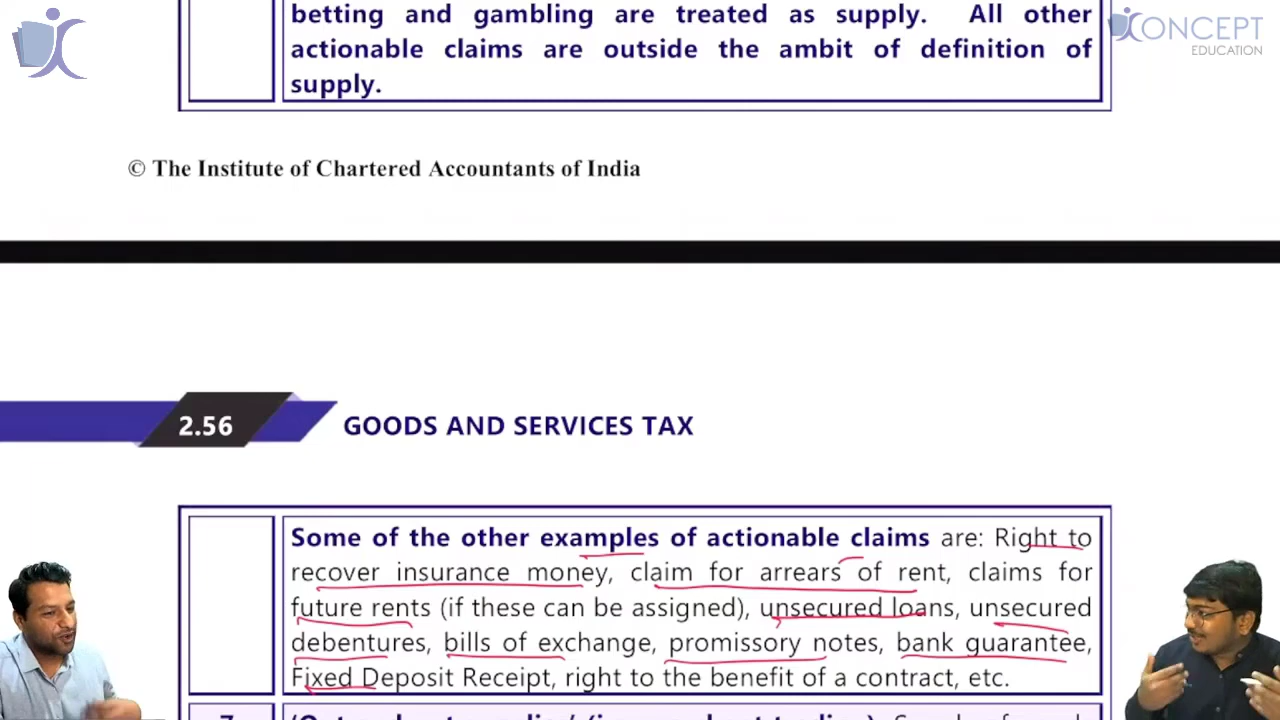 betting and gambling are treated as supply. All other
actionable claims are outside the ambit of definition of
supply.
ONCEPT
EDUCATION
© The Institute of Chartered Accountants of India
2.56
GOODS AND SERVICES TAX
Some of the other examples of actionable claims are: Right to
recover insurance money, claim for arrears of rent, claims for
future rents (if these can be assigned), unsecured loans, unsecured
debentures, bills of exchange, promissory notes, bank guarantee,
Fixed Deposit Receipt, right to the benefit of a contract, etc.